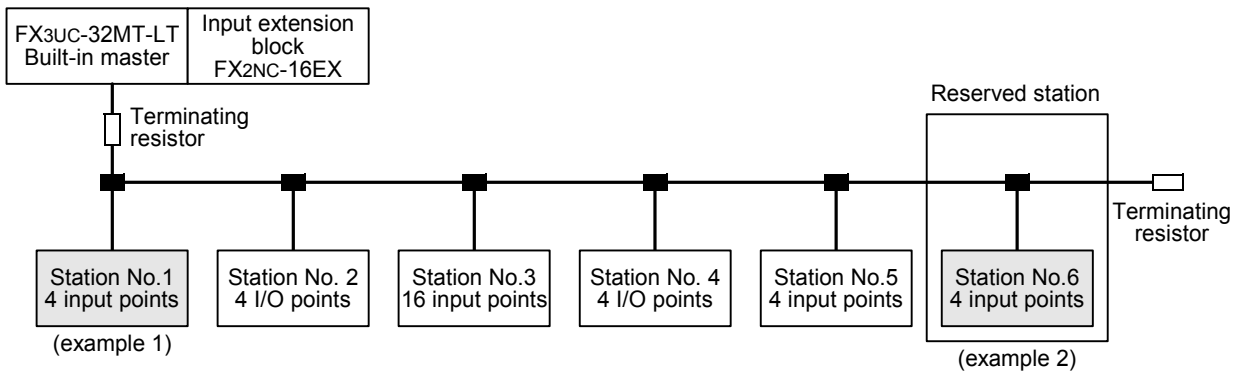 FX3UC-32MT-LT
Built-in master
Input extension
block
FX2NC-16EX
Terminating
resistor
Reserved station
Terminating
resistor
Station No.1
4 input points
Station No. 2
4 I/O points
Station No.3
16 input points
Station No. 4
4 I/O points
Station No.5
4 input points
Station No.6
4 input points
(example 1)
(example 2)